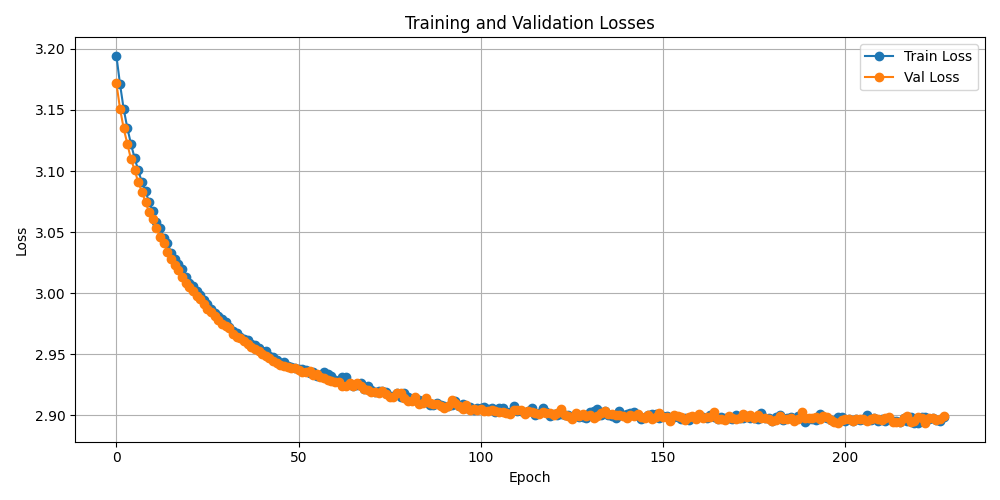 Training and Validation Losses
Train Loss
Val Loss
3.20
3.15
3.10
3.05
3.00
2.95
2.90
Loss
0
50
100
150
200
Epoch